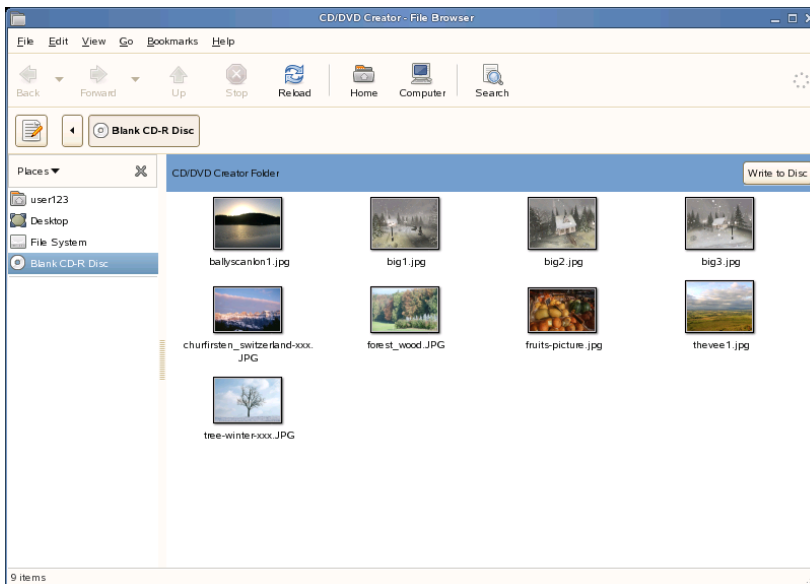 CD/DVD Creator - File Browser
File Edit View Go Bookmarks Help
Back Forward Up Stop Reload Home Computer Search
Blank CD-R Disc
Places
CD/DVD Creator Folder
Write to Disc
user123
Desktop
File System
Blank CD-R Disc
ballyscanlon1.jpg big1.jpg big2.jpg big3.jpg
churfirsten_switzerland-xxx.
JPG
forest_wood.JPG fruits-picture.jpg thevee1.jpg
tree-winter-xxx.JPG
9 items